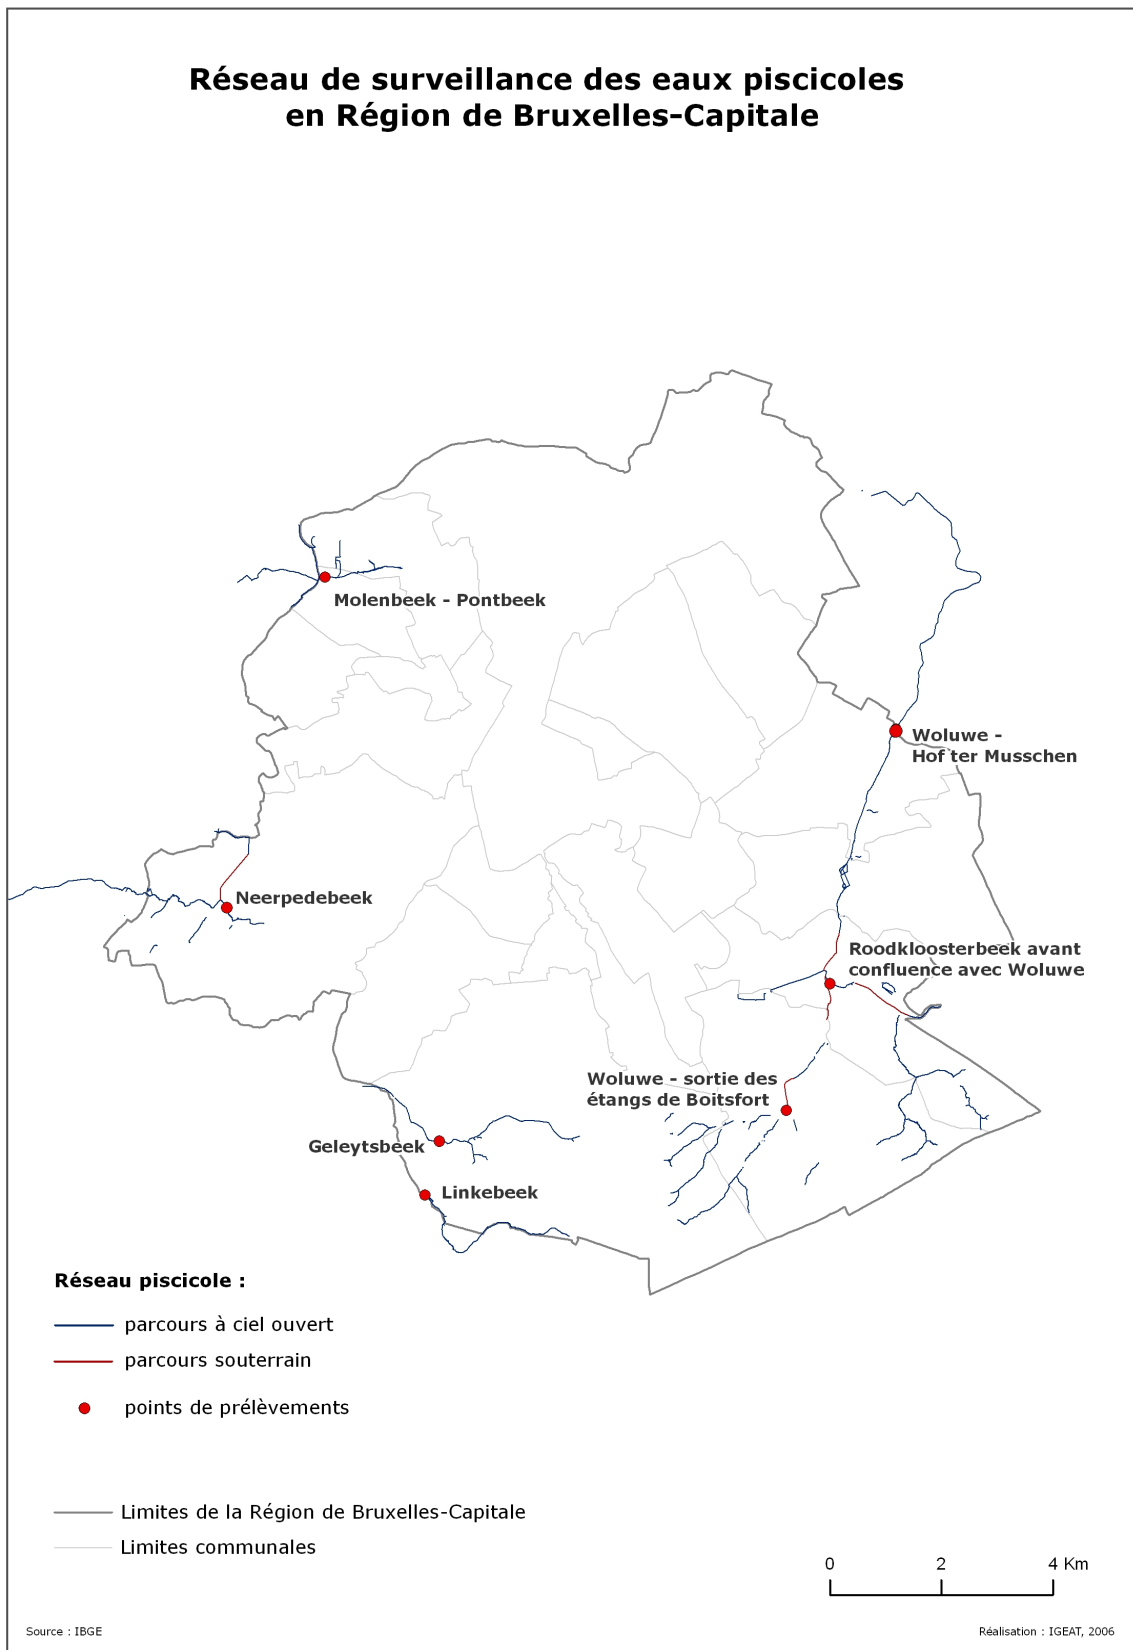 Réseau de surveillance des eaux piscicoles
en Région de Bruxelles-Capitale
Molenbeek - Pontbeek
Woluwe -
Hof ter Musschen
Neerpedebeek
Roodkloosterbeek avant
confluence avec Woluwe
Woluwe - sortie des
étangs de Boitsfort
Geleytsbeek
Linkebeek
Réseau piscicole :
parcours à ciel ouvert
parcours souterrain
points de prélèvements
Limites de la Région de Bruxelles-Capitale
Limites communales
0 2 4 Km
Source : IBGE
Réalisation : IGEAT, 2006